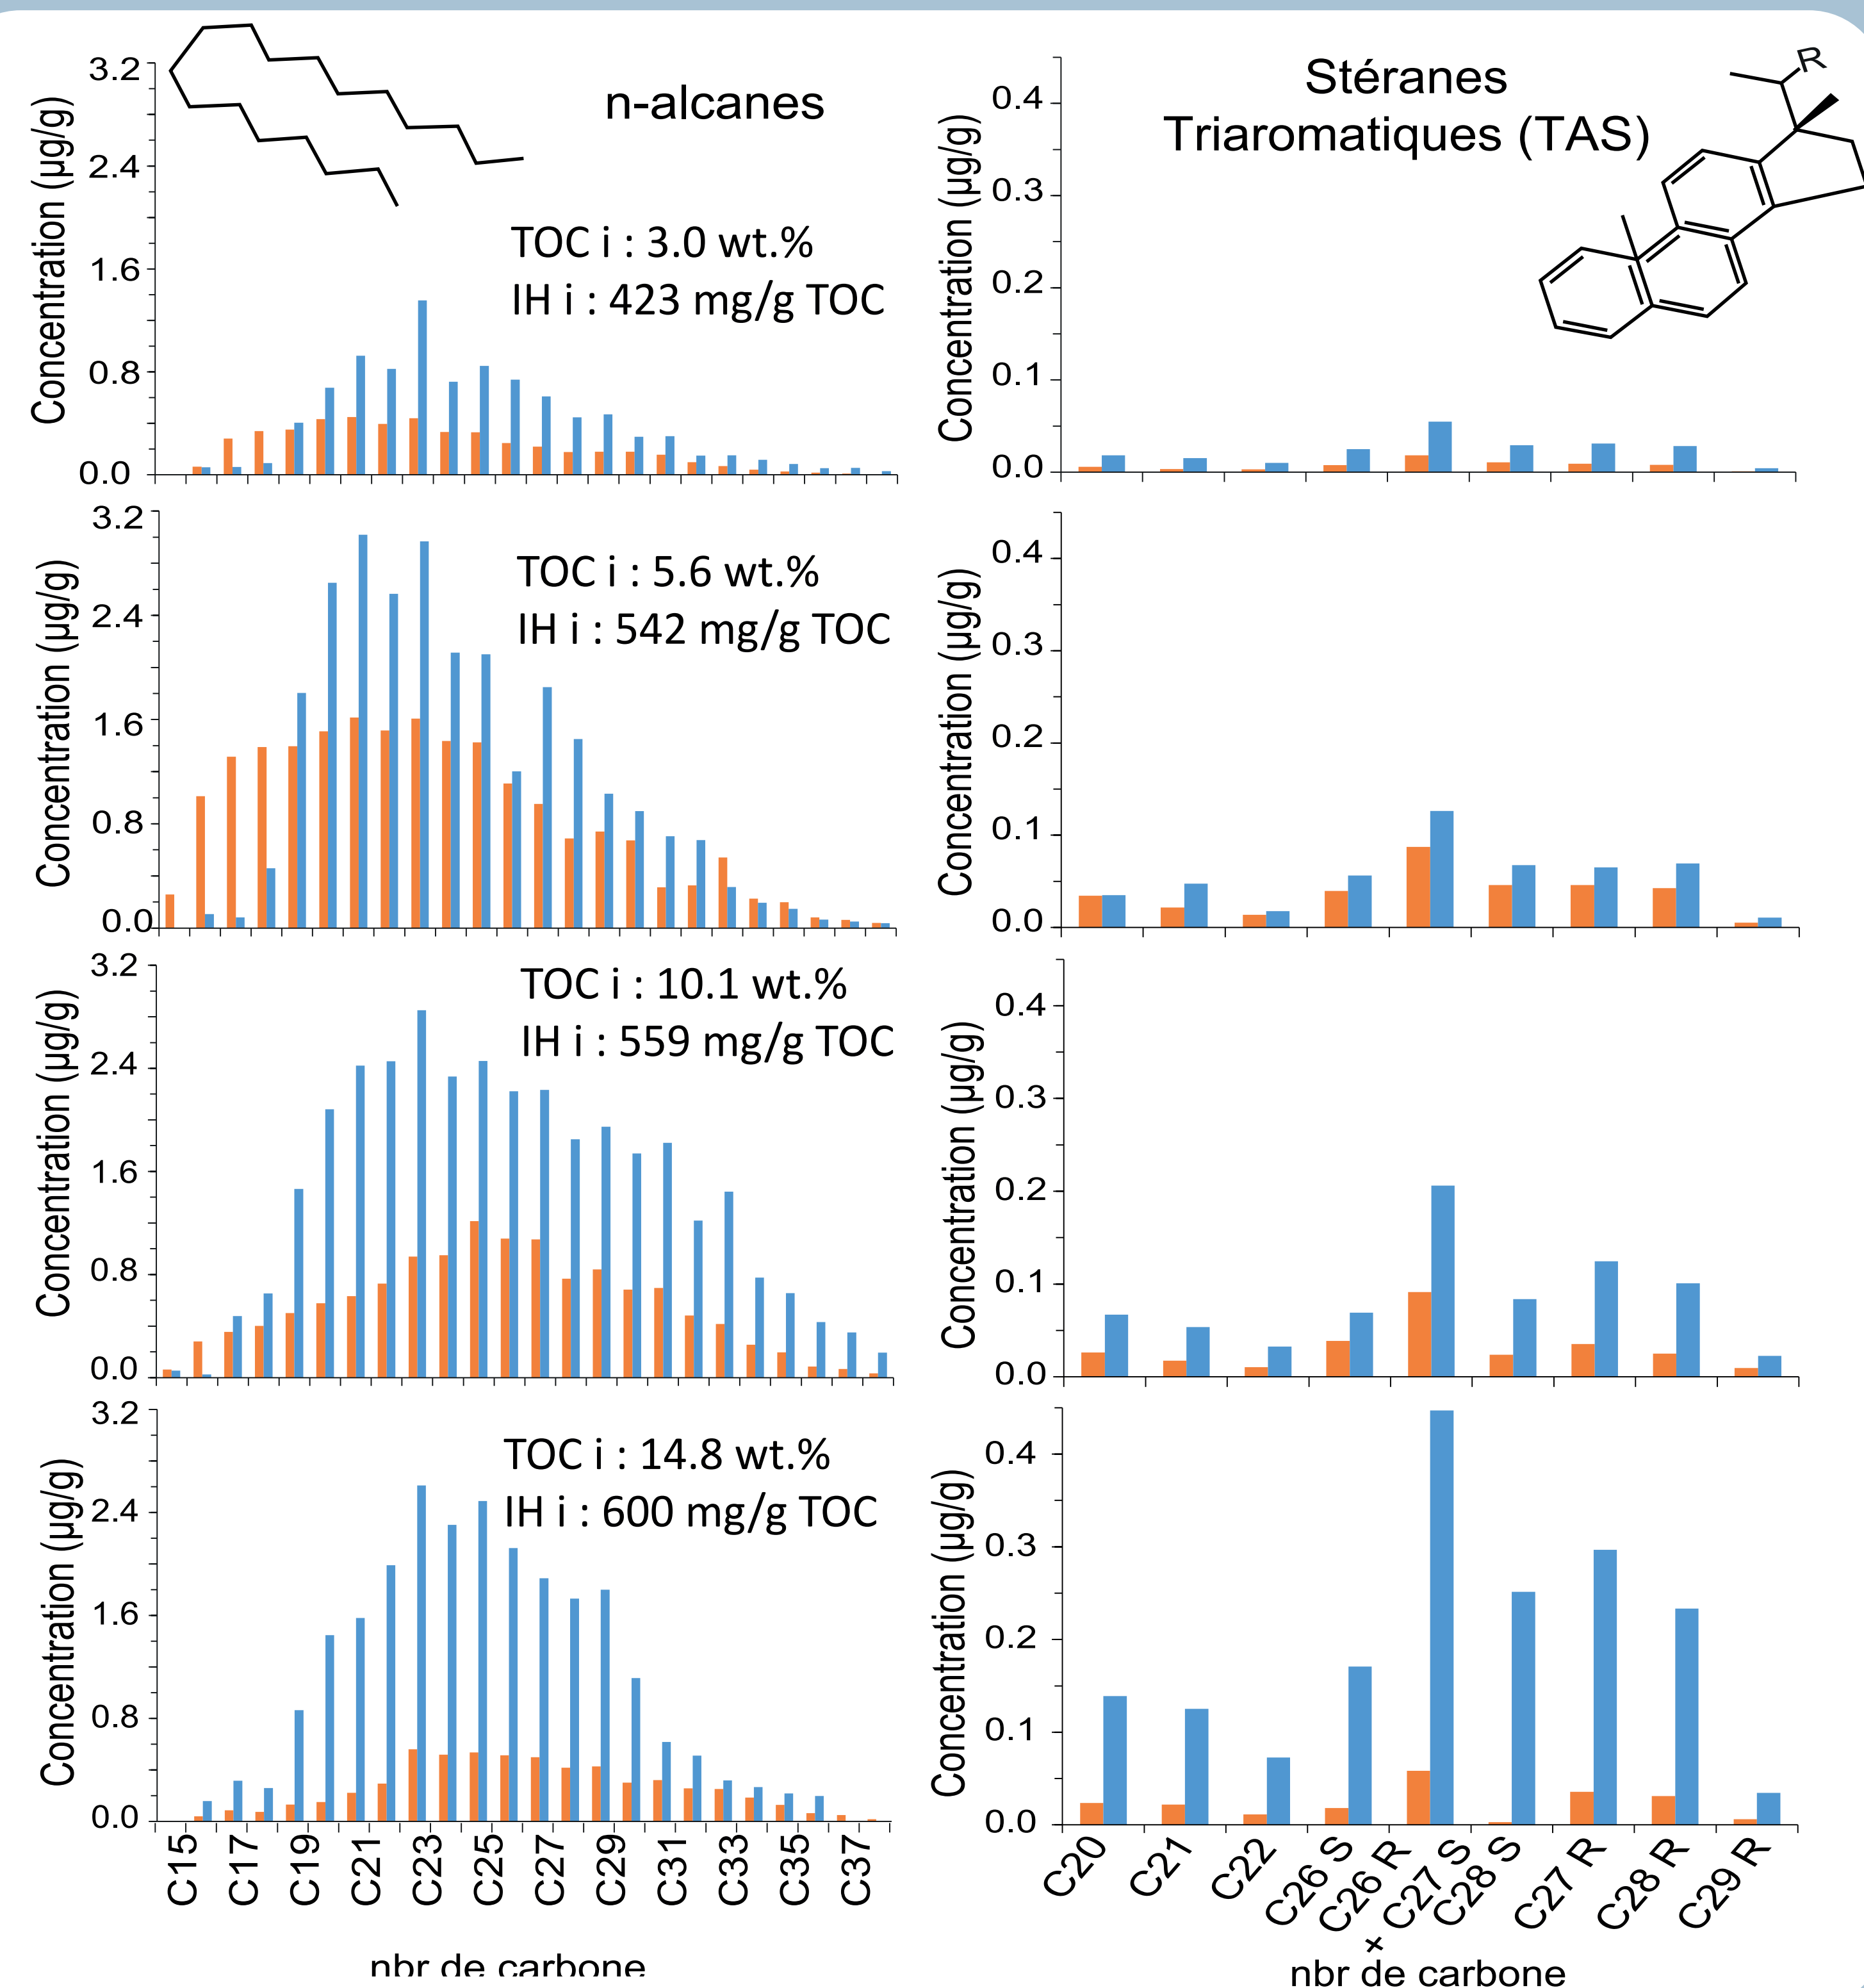 n-alcanes
Concentration (µg/g)
3.2
2.4
1.6
0.8
0.0
TOC i : 3.0 wt.%
IH i : 423 mg/g TOC
Stéranes
Triaromatiques (TAS)
R
Concentration (µg/g)
0.4
0.3
0.2
0.1
0.0
Concentration (µg/g)
3.2
2.4
1.6
0.8
0.0
TOC i : 5.6 wt.%
IH i : 542 mg/g TOC
Concentration (µg/g)
0.4
0.3
0.2
0.1
0.0
Concentration (µg/g)
3.2
2.4
1.6
0.8
0.0
TOC i : 10.1 wt.%
IH i : 559 mg/g TOC
Concentration (µg/g)
0.4
0.3
0.2
0.1
0.0
Concentration (µg/g)
3.2
2.4
1.6
0.8
0.0
TOC i : 14.8 wt.%
IH i : 600 mg/g TOC
C15
C17
C19
C21
C23
C25
C27
C29
C31
C33
C35
C37
nbr de carbone
Concentration (µg/g)
0.4
0.3
0.2
0.1
0.0
C20
C21
C22
C26 S
C26 R
+ C27 S
C28 S
C27 R
C28 R
C29 R
nbr de carbone